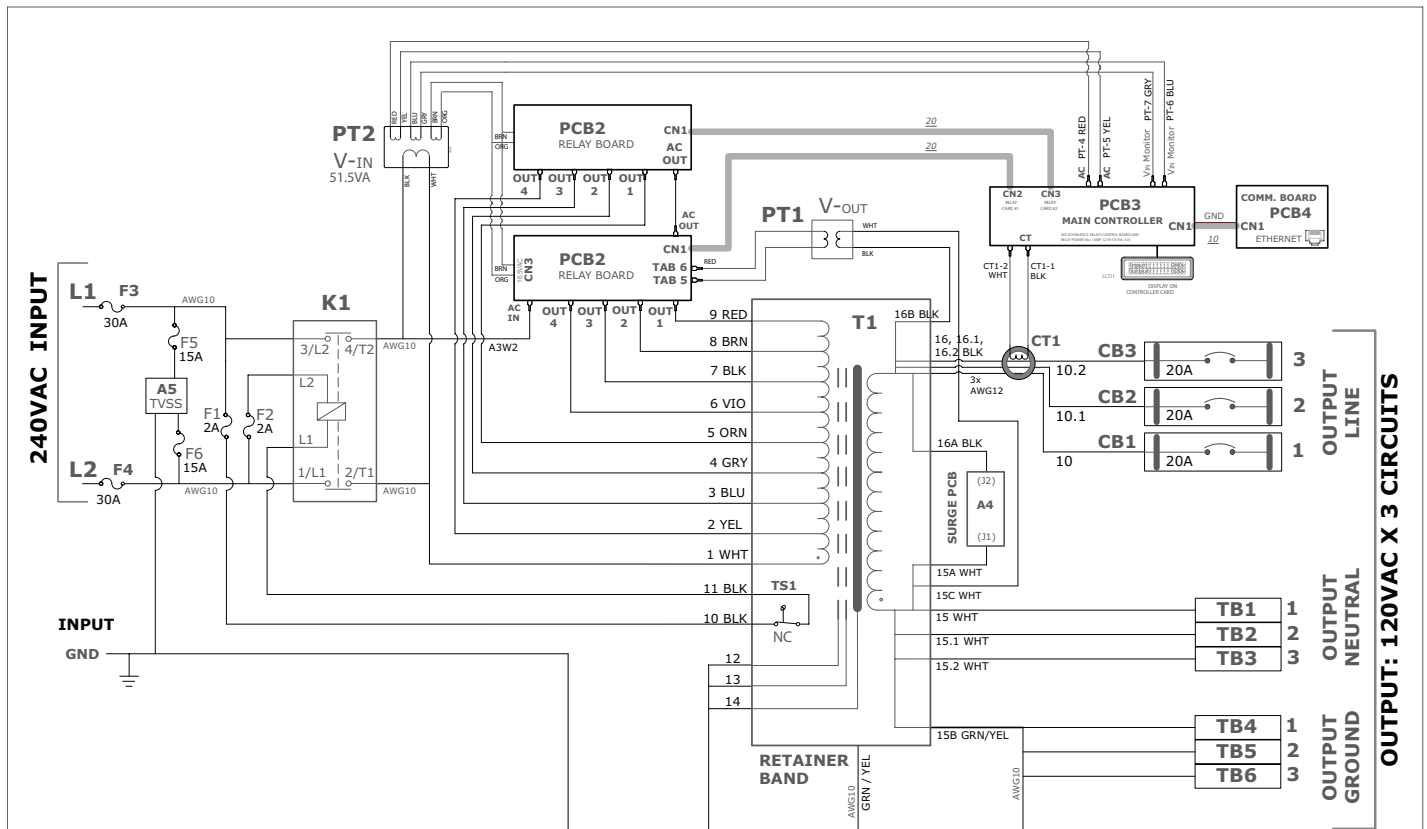 RED
YEL
BLU
GRY
BRN
ORG
PT2
V-IN
51.5VA
BLK
WHT
BRN
ORG
PCB2
RELAY BOARD
CN1
AC
OUT
OUT
4
OUT
3
OUT
2
OUT
1
AC
OUT
20
20
AC PT-4 RED
AC PT-5 YEL
VIN Monitor PT-7 GRY
VIN Monitor PT-6 BLU
CN2
RELAY
CARD #1
CN3
RELAY
CARD #2
PCB3
MAIN CONTROLLER
CT
CN1
GND
10
COMM. BOARD
PCB4
CN1
ETHERNET
LCD1
DISPLAY ON
CONTROLLER CARD
CT1-2
WHT
CT1-1
BLK
BRN
ORG
16.5VAC
CN3
PCB2
RELAY BOARD
CN1
TAB 6
TAB 5
RED
PT1
V-OUT
WHT
BLK
AC
IN
OUT
4
OUT
3
OUT
2
OUT
1
A3W2
240VAC INPUT
L1
F3
30A
AWG10
F5
15A
A5
TVSS
F6
15A
F1
2A
F2
2A
L2
F4
30A
AWG10
K1
3/L2
4/T2
AWG10
L2
L1
1/L1
2/T1
AWG10
INPUT
GND
9 RED
8 BRN
7 BLK
6 VIO
5 ORN
4 GRY
3 BLU
2 YEL
1 WHT
11 BLK
10 BLK
12
13
14
TS1
NC
T1
RETAINER
BAND
AWG10
GRN / YEL
16B BLK
16, 16.1,
16.2 BLK
3x
AWG12
CT1
16A BLK
SURGE PCB
(J2)
A4
(J1)
15A WHT
15C WHT
15 WHT
15.1 WHT
15.2 WHT
15B GRN/YEL
AWG10
10.2
CB3
20A
3
10.1
CB2
20A
2
10
CB1
20A
1
OUTPUT
LINE
TB1
1
TB2
2
TB3
3
OUTPUT
NEUTRAL
TB4
1
TB5
2
TB6
3
OUTPUT
GROUND
OUTPUT: 120VAC X 3 CIRCUITS